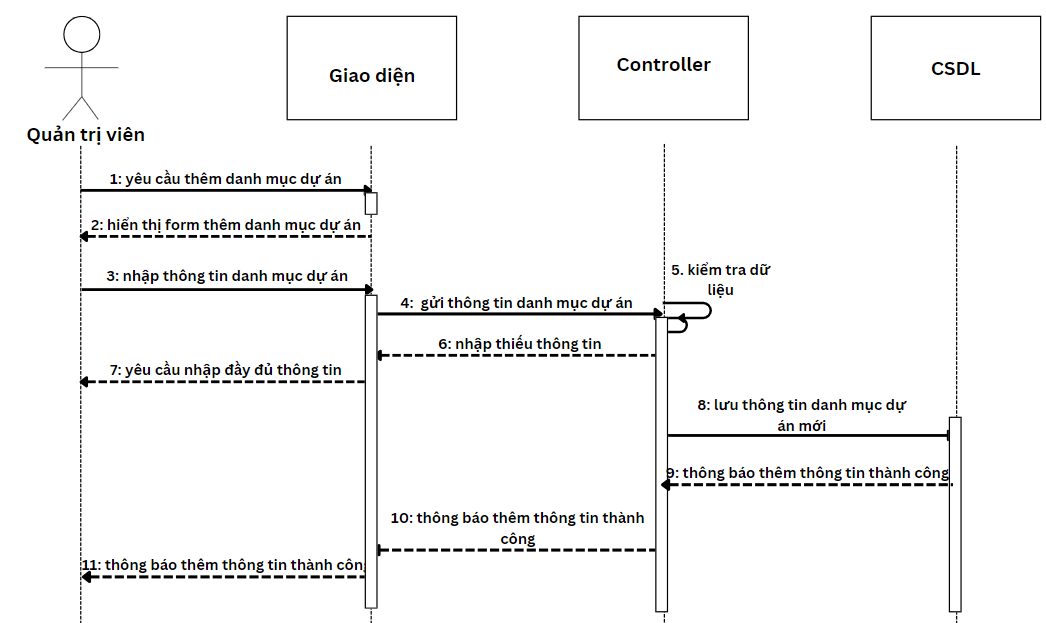 Giao diện
Controller
CSDL
Quản trị viên
1: yêu cầu thêm danh mục dự án
2: hiển thị form thêm danh mục dự án
3: nhập thông tin danh mục dự án
4: gửi thông tin danh mục dự án
5. kiểm tra dữ
liệu
6: nhập thiếu thông tin
7: yêu cầu nhập đầy đủ thông tin
8: lưu thông tin danh mục dự
án mới
9: thông báo thêm thông tin thành công
10: thông báo thêm thông tin thành
công
11: thông báo thêm thông tin thành công